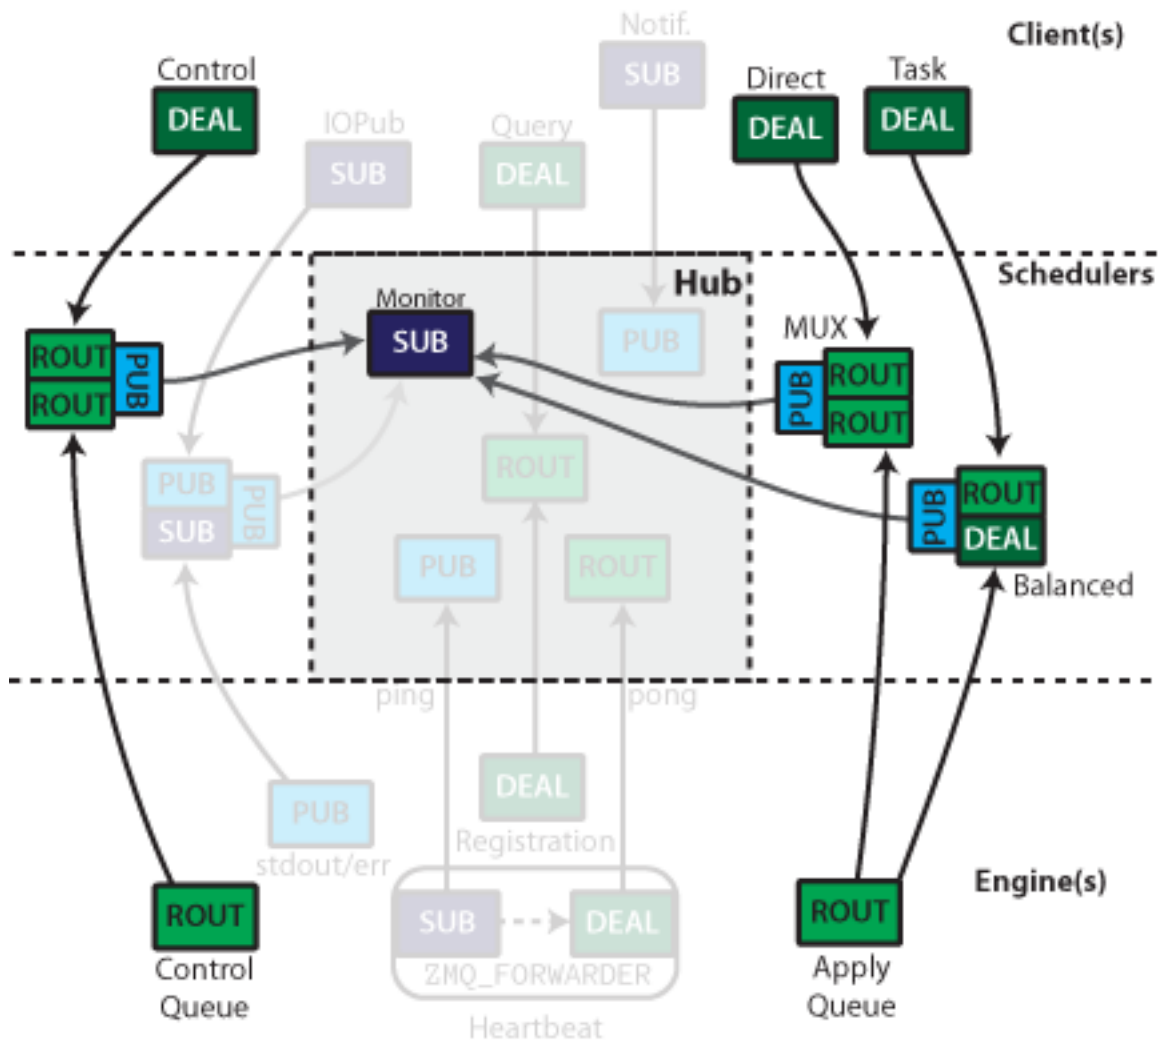 Notif.
Client(s)
SUB
Control
Direct
Task
DEAL
IOPub
Query
DEAL
DEAL
SUB
DEAL
Hub
Schedulers
Monitor
SUB
PUB
MUX
ROUT
PUB
ROUT
PUB
ROUT
ROUT
ROUT
PUB
PUB
SUB
PUB
ROUT
DEAL
PUB
Balanced
PUB
ROUT
ping
pong
DEAL
PUB
Registration
stdout/err
Engine(s)
ROUT
SUB
DEAL
ROUT
ZMQ_FORWARDER
Control
Queue
Apply
Queue
Heartbeat